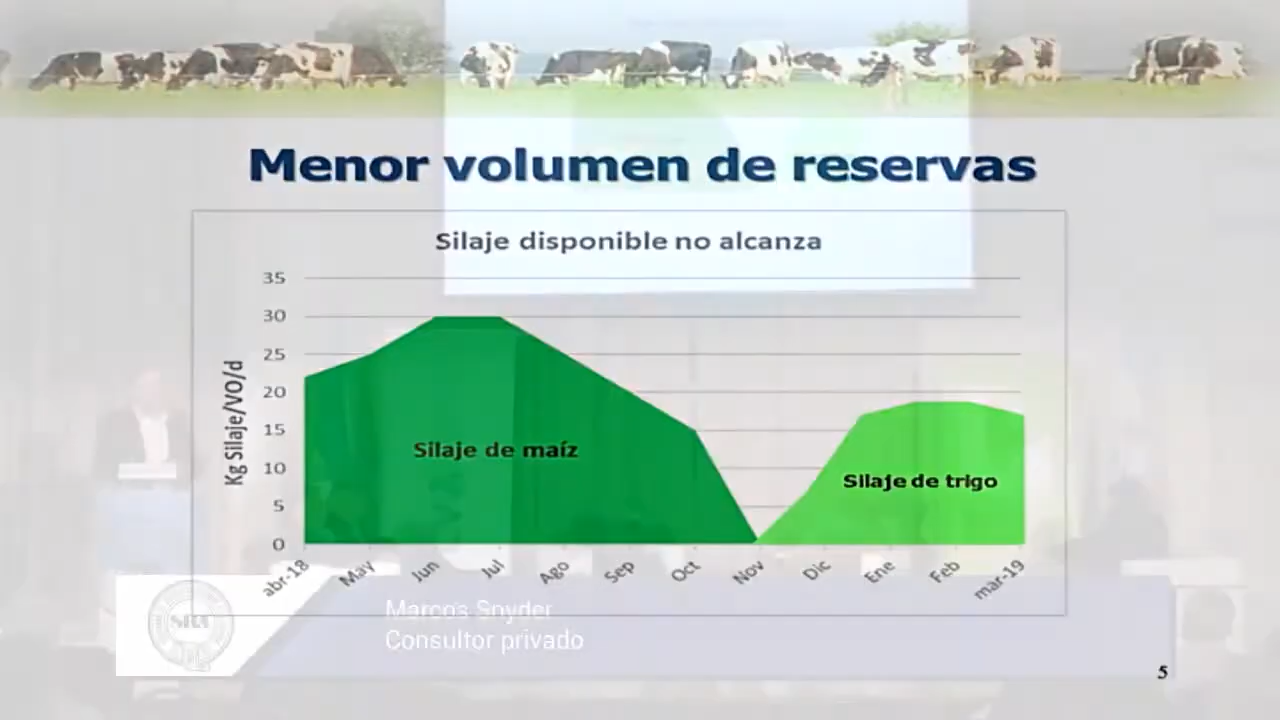 Menor volumen de reservas
Silaje disponible no alcanza
Kg Silaje/VO/d
35
30
25
20
15
10
5
0
Silaje de maíz
Silaje de trigo
abr-18
May
Jun
Jul
Ago
Sep
Oct
Nov
Dic
Ene
Feb
mar-19
SRA
Marcos Snyder
Consultor privado
5